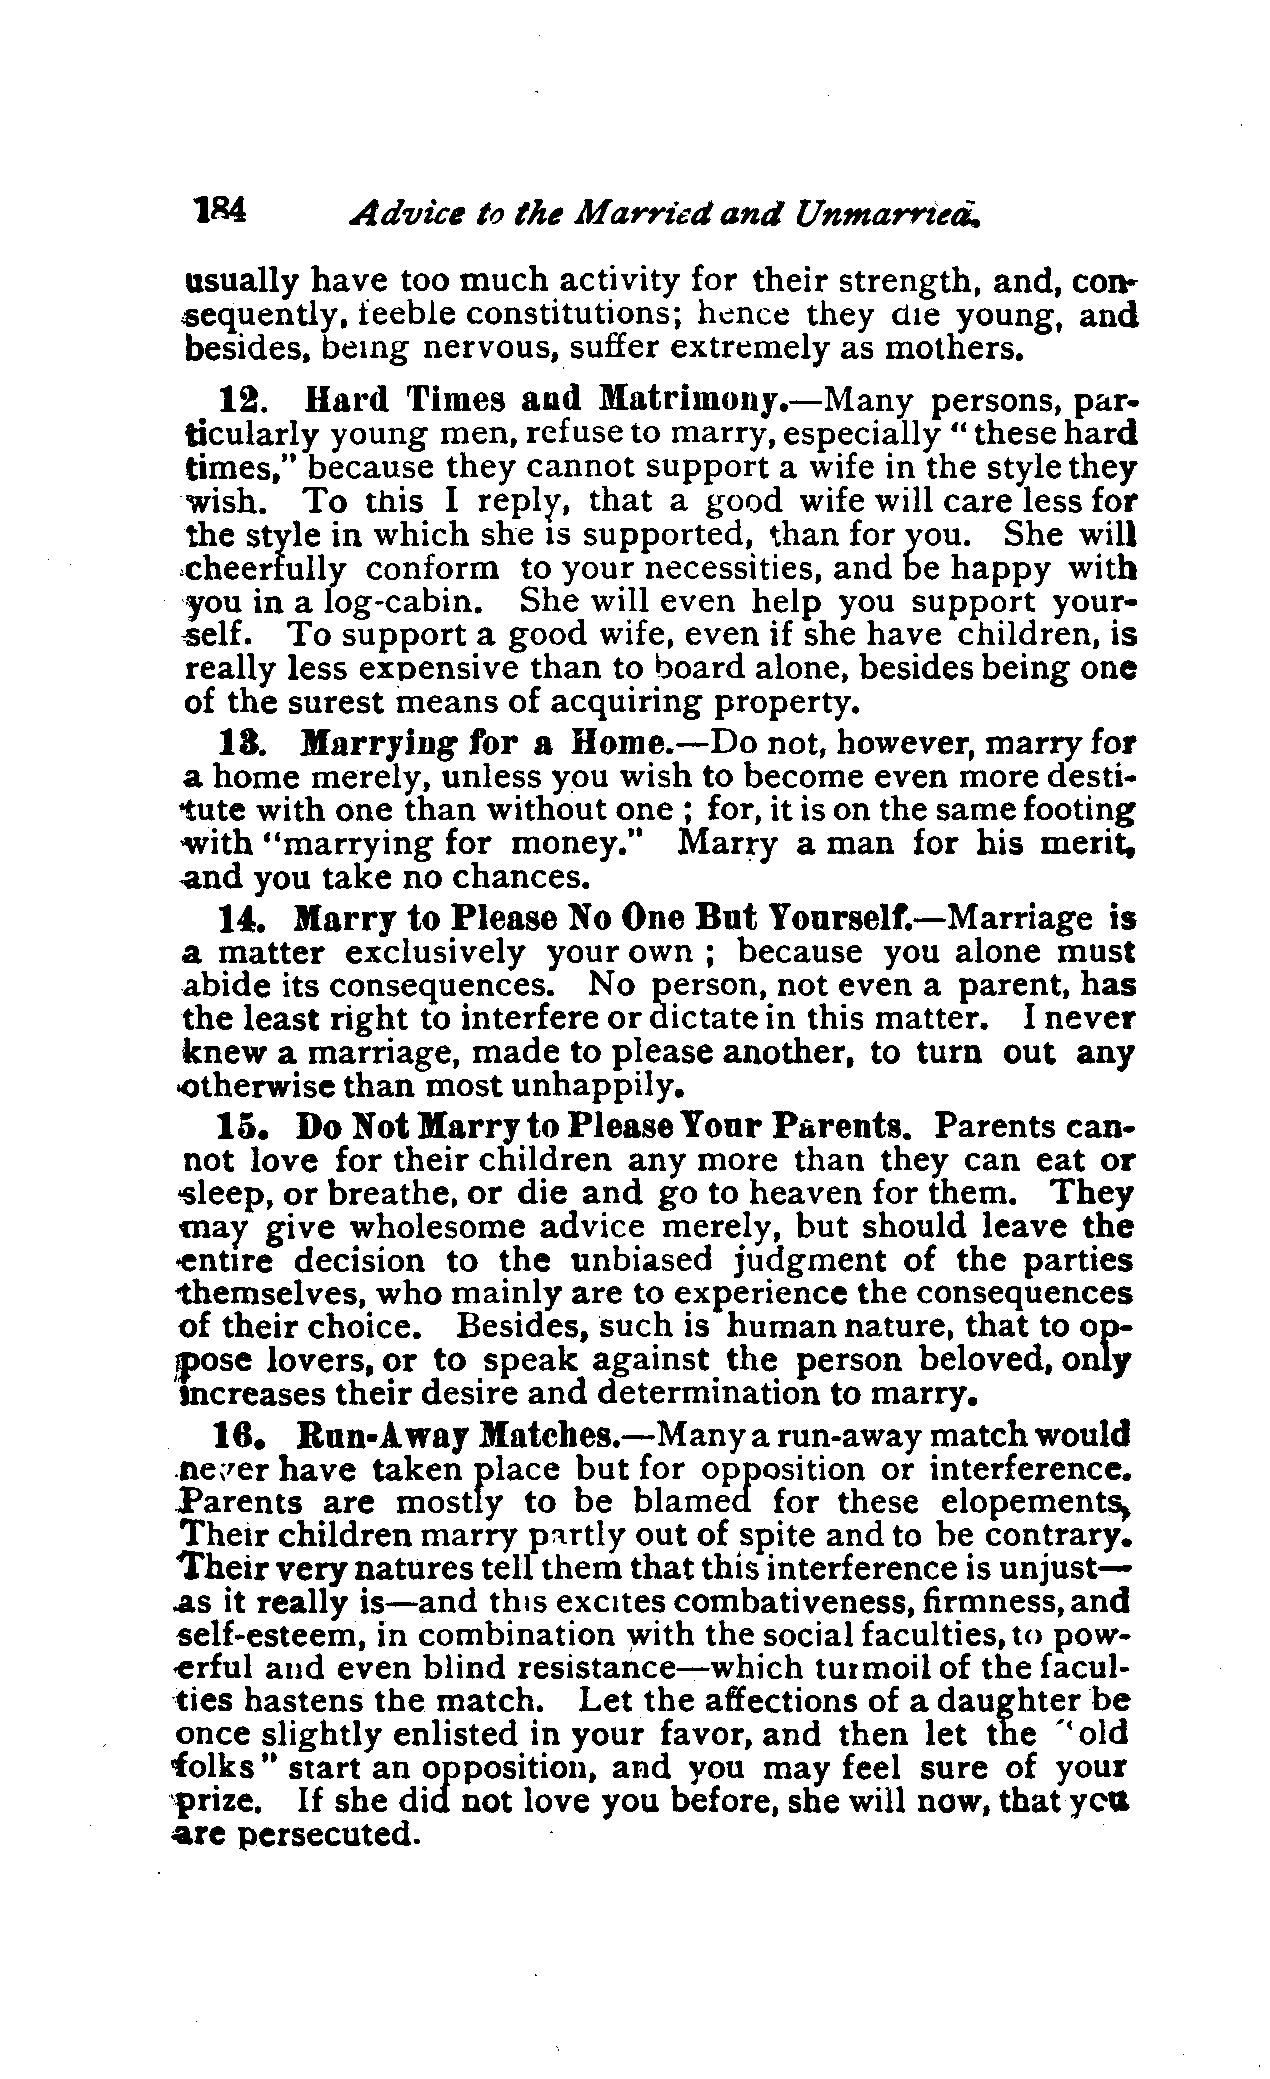 184 Advice to the Married and Unmarried.
usually have too much activity for their strength, and, con-
sequently, feeble constitutions; hence they die young, and
besides, being nervous, suffer extremely as mothers.
12. Hard Times and Matrimony.—Many persons, par-
ticularly young men, refuse to marry, especially "these hard
times," because they cannot support a wife in the style they
wish. To this I reply, that a good wife will care less for
the style in which she is supported, than for you. She will
cheerfully conform to your necessities, and be happy with
you in a log-cabin. She will even help you support your-
self. To support a good wife, even if she have children, is
really less expensive than to board alone, besides being one
of the surest means of acquiring property.
13. Marrying for a Home.—Do not, however, marry for
a home merely, unless you wish to become even more desti-
tute with one than without one ; for, it is on the same footing
with "marrying for money." Marry a man for his merit,
and you take no chances.
14. Marry to Please No One But Yourself.—Marriage is
a matter exclusively your own ; because you alone must
abide its consequences. No person, not even a parent, has
the least right to interfere or dictate in this matter. I never
knew a marriage, made to please another, to turn out any
otherwise than most unhappily.
15. Do Not Marry to Please Your Parents. Parents can-
not love for their children any more than they can eat or
sleep, or breathe, or die and go to heaven for them. They
may give wholesome advice merely, but should leave the
entire decision to the unbiased judgment of the parties
themselves, who mainly are to experience the consequences
of their choice. Besides, such is human nature, that to op-
pose lovers, or to speak against the person beloved, only
increases their desire and determination to marry.
16. Run-Away Matches.—Many a run-away match would
never have taken place but for opposition or interference.
Parents are mostly to be blamed for these elopements,
Their children marry partly out of spite and to be contrary.
Their very natures tell them that this interference is unjust—
as it really is—and this excites combativeness, firmness, and
self-esteem, in combination with the social faculties, to pow-
erful and even blind resistance—which turmoil of the facul-
ties hastens the match. Let the affections of a daughter be
once slightly enlisted in your favor, and then let the "old
folks" start an opposition, and you may feel sure of your
prize. If she did not love you before, she will now, that you
are persecuted.